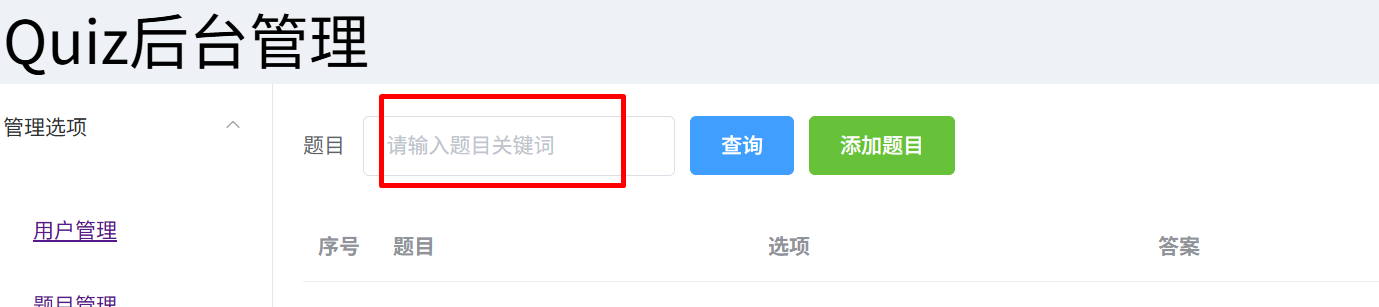 Quiz后台管理
管理选项
题目 请输入题目关键词 查询 添加题目
用户管理
序号 题目 选项 答案
题目管理